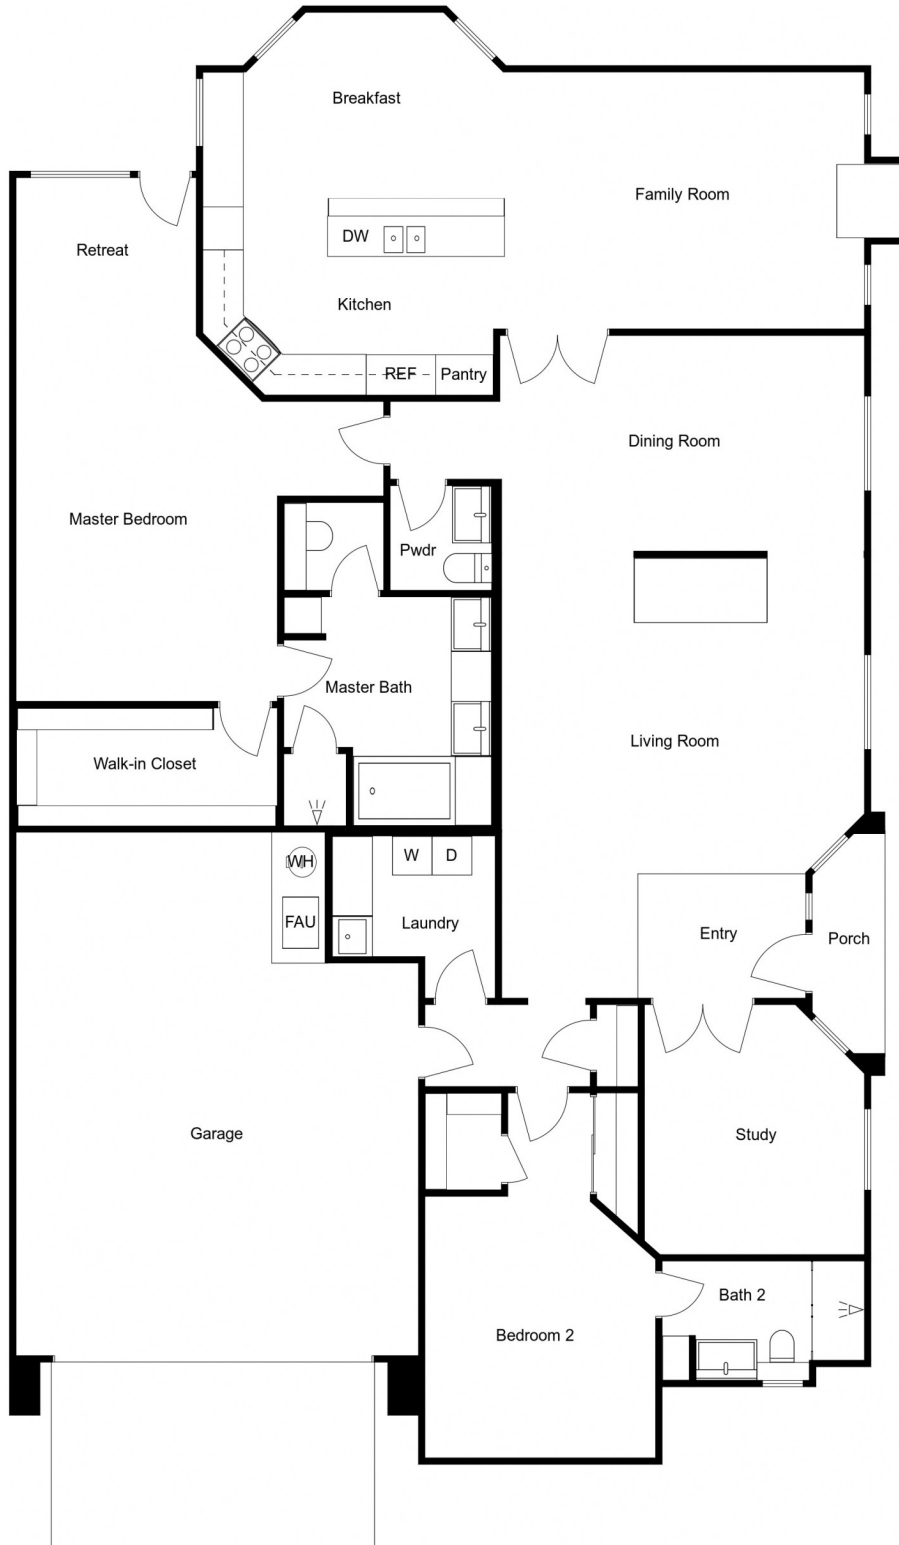 Breakfast
Family Room
DW
Retreat
Kitchen
REF
Pantry
Dining Room
Master Bedroom
Pwdr
Master Bath
Living Room
Walk-in Closet
W
D
WH
FAU
Laundry
Entry
Porch
Garage
Study
Bath 2
Bedroom 2